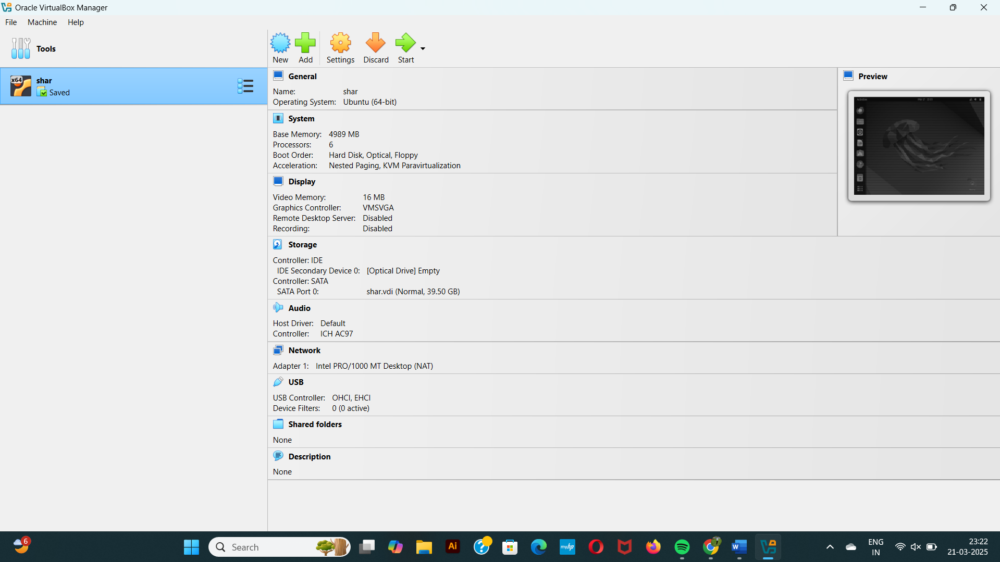 Oracle VirtualBox Manager
File Machine Help
Tools
New Add Settings Discard Start
x64
shar
Saved
General
Name: shar
Operating System: Ubuntu (64-bit)
System
Base Memory: 4989 MB
Processors: 6
Boot Order: Hard Disk, Optical, Floppy
Acceleration: Nested Paging, KVM Paravirtualization
Display
Video Memory: 16 MB
Graphics Controller: VMSVGA
Remote Desktop Server: Disabled
Recording: Disabled
Preview
Storage
Controller: IDE
IDE Secondary Device 0: [Optical Drive] Empty
Controller: SATA
SATA Port 0: shar.vdi (Normal, 39.50 GB)
Audio
Host Driver: Default
Controller: ICH AC97
Network
Adapter 1: Intel PRO/1000 MT Desktop (NAT)
USB
USB Controller: OHCI, EHCI
Device Filters: 0 (0 active)
Shared folders
None
Description
None
6
Search
Ai
myhp
W
ENG
IN
23:22
21-03-2025